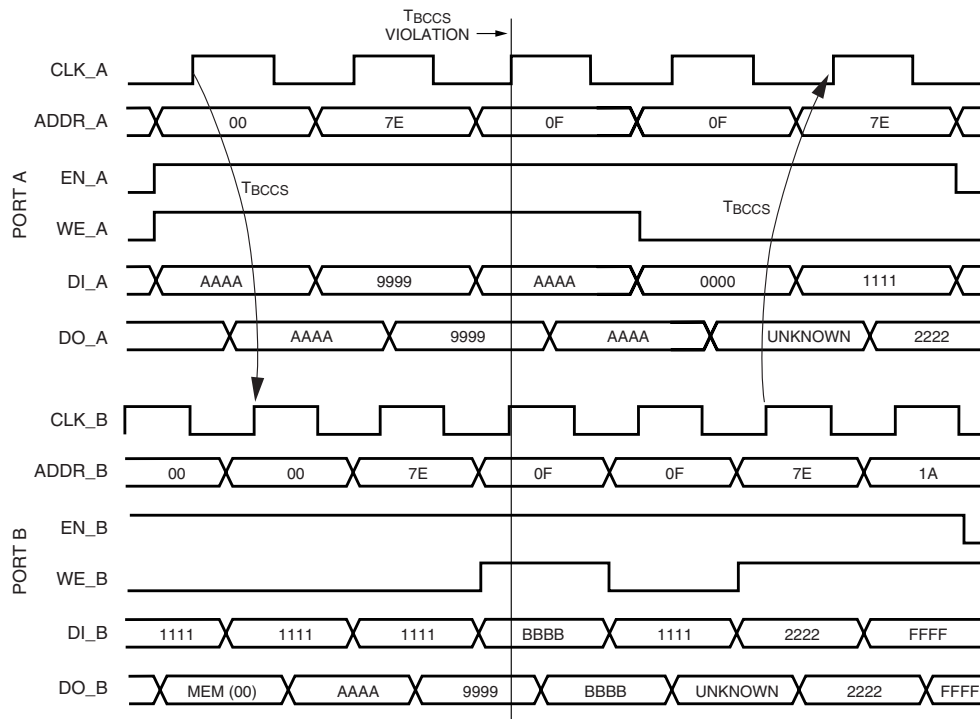 TBCCS
VIOLATION
CLK_A
ADDR_A 00 7E 0F 0F 7E
EN_A
TBCCS
TBCCS
WE_A
PORT A
DI_A AAAA 9999 AAAA 0000 1111
DO_A AAAA 9999 AAAA UNKNOWN 2222
CLK_B
ADDR_B 00 00 7E 0F 0F 7E 1A
EN_B
PORT B
WE_B
DI_B 1111 1111 1111 BBBB 1111 2222 FFFF
DO_B MEM (00) AAAA 9999 BBBB UNKNOWN 2222 FFFF